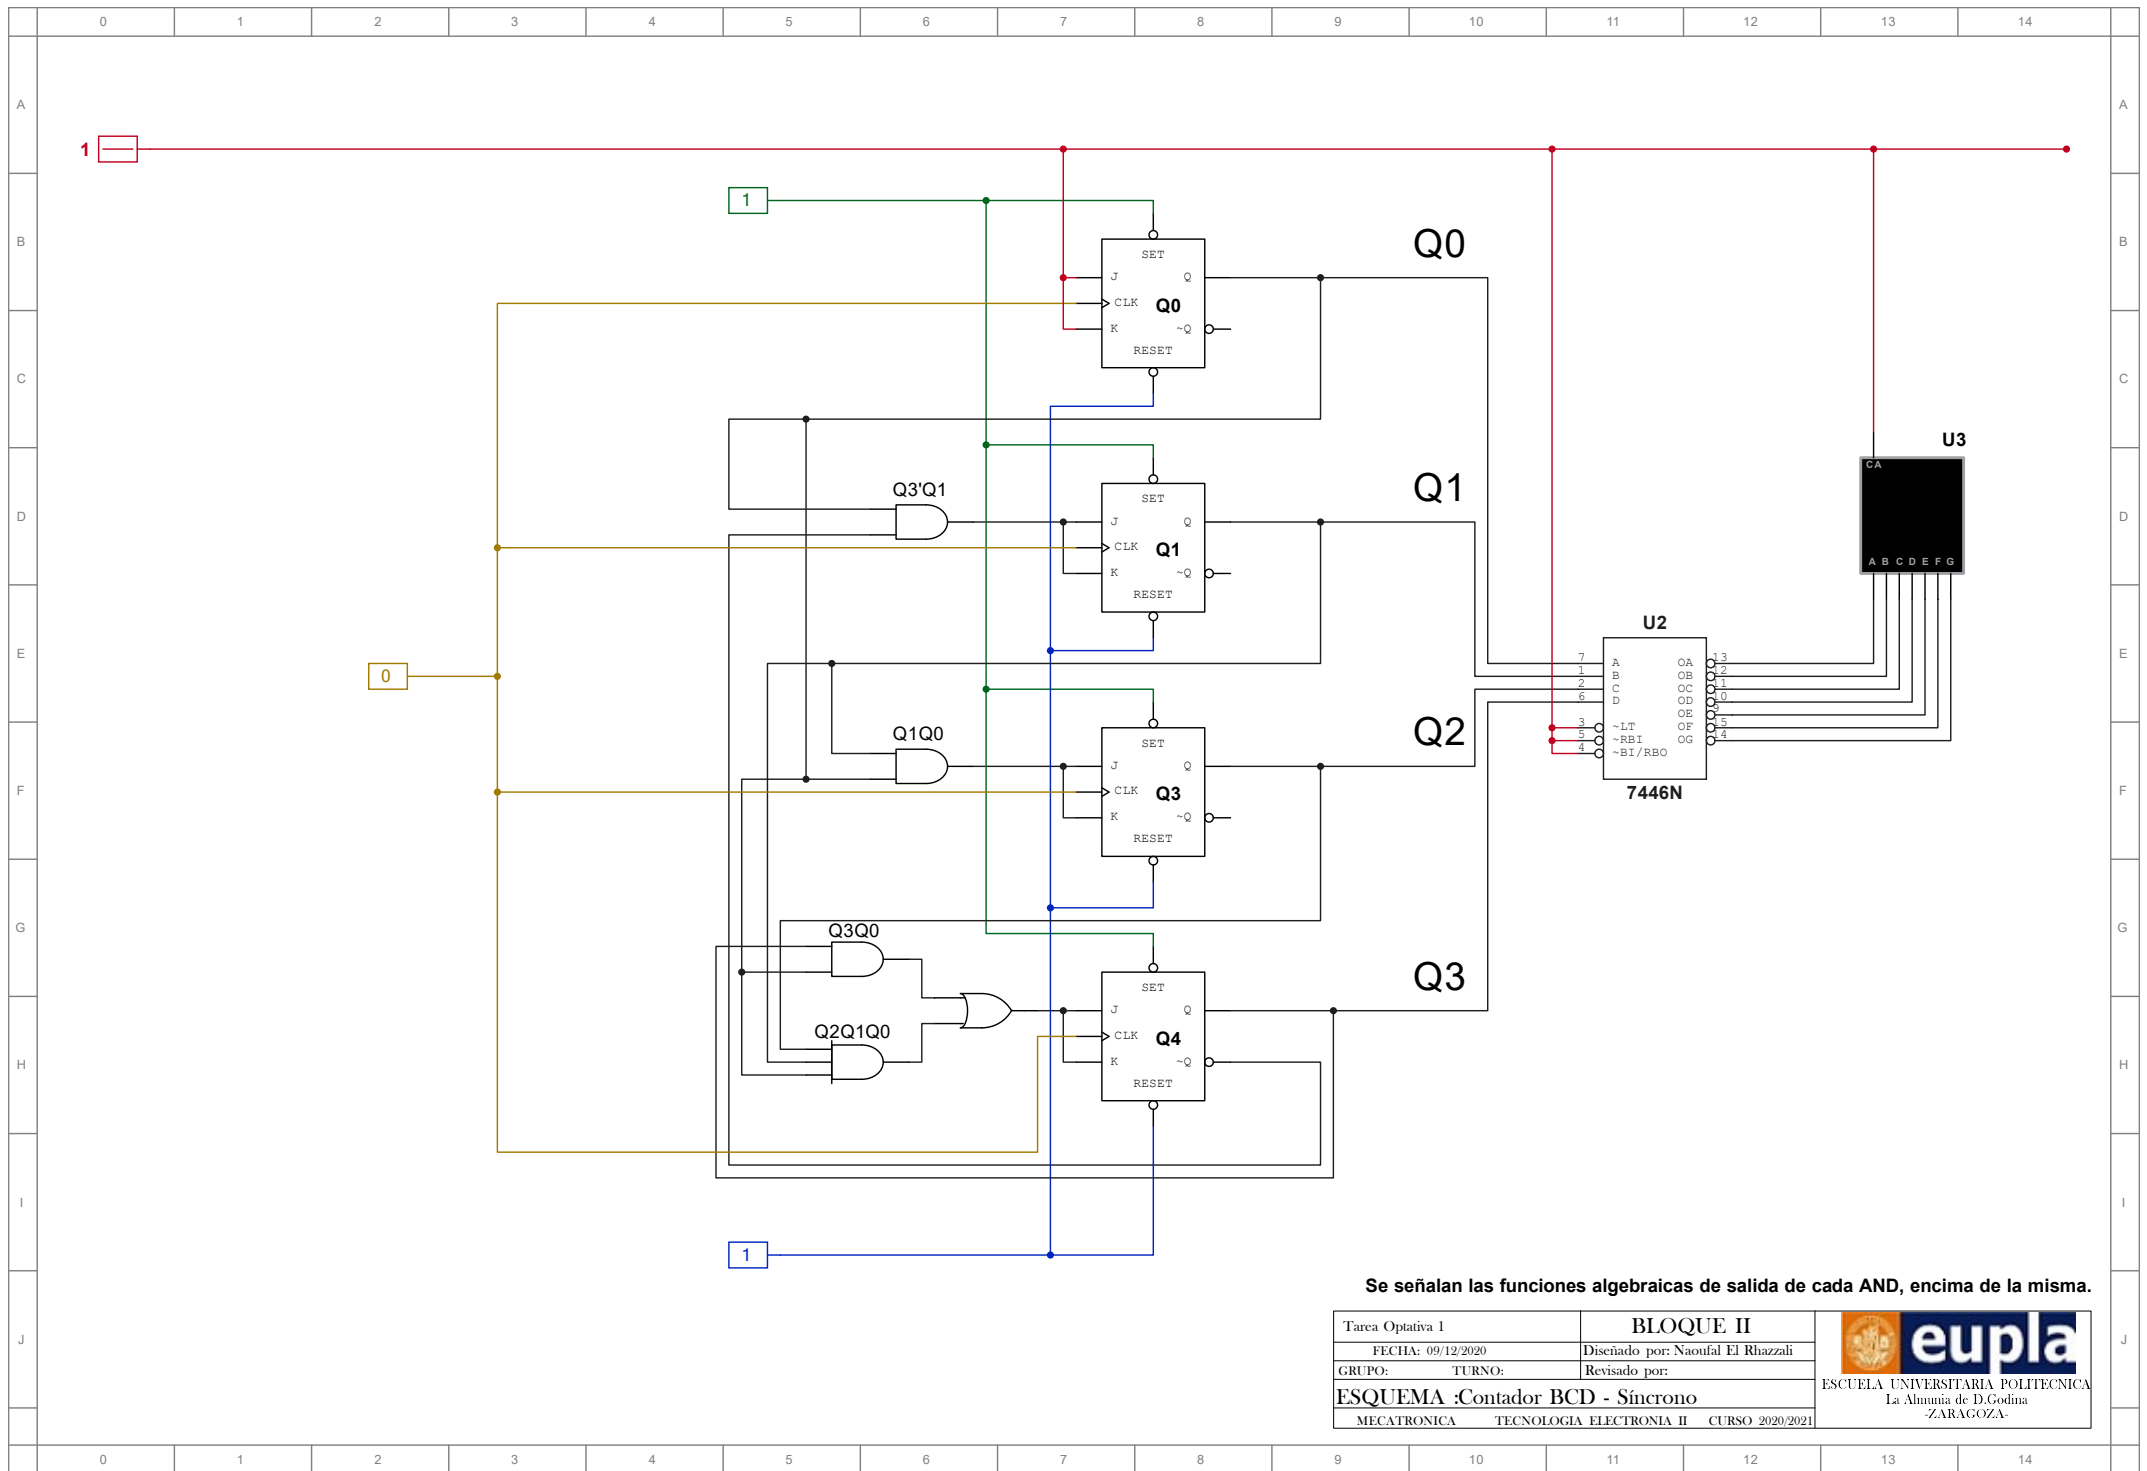 0 1 2 3 4 5 6 7 8 9 10 11 12 13 14
A A
1
1
B B
Q0
SET
J Q
CLK Q0
K ~Q
RESET
C C
U3
CA
A B C D E F G
Q1
Q3'Q1
SET
D D
J Q
CLK Q1
K ~Q
RESET
U2
E E
0
7 A OA 13
1 B OB 12
2 C OC 11
6 D OD 10
OE 9
3 ~LT OF 15
5 ~RBI OG 14
4 ~BI/RBO
7446N
Q2
Q1Q0
SET
J Q
CLK Q3
K ~Q
RESET
F F
G G
Q3Q0
Q3
SET
J Q
Q2Q1Q0
CLK Q4
K ~Q
RESET
H H
I I
1
Se señalan las funciones algebraicas de salida de cada AND, encima de la misma.
J J
Tarea Optativa 1
BLOQUE II
FECHA: 09/12/2020
Diseñado por: Naoufal El Rhazzali
GRUPO: TURNO:
Revisado por:
ESQUEMA :Contador BCD - Síncrono
MECATRONICA TECNOLOGIA ELECTRONIA II CURSO 2020/2021
eupla
ESCUELA UNIVERSITARIA POLITECNICA
La Almunia de D.Godina
-ZARAGOZA-
0 1 2 3 4 5 6 7 8 9 10 11 12 13 14